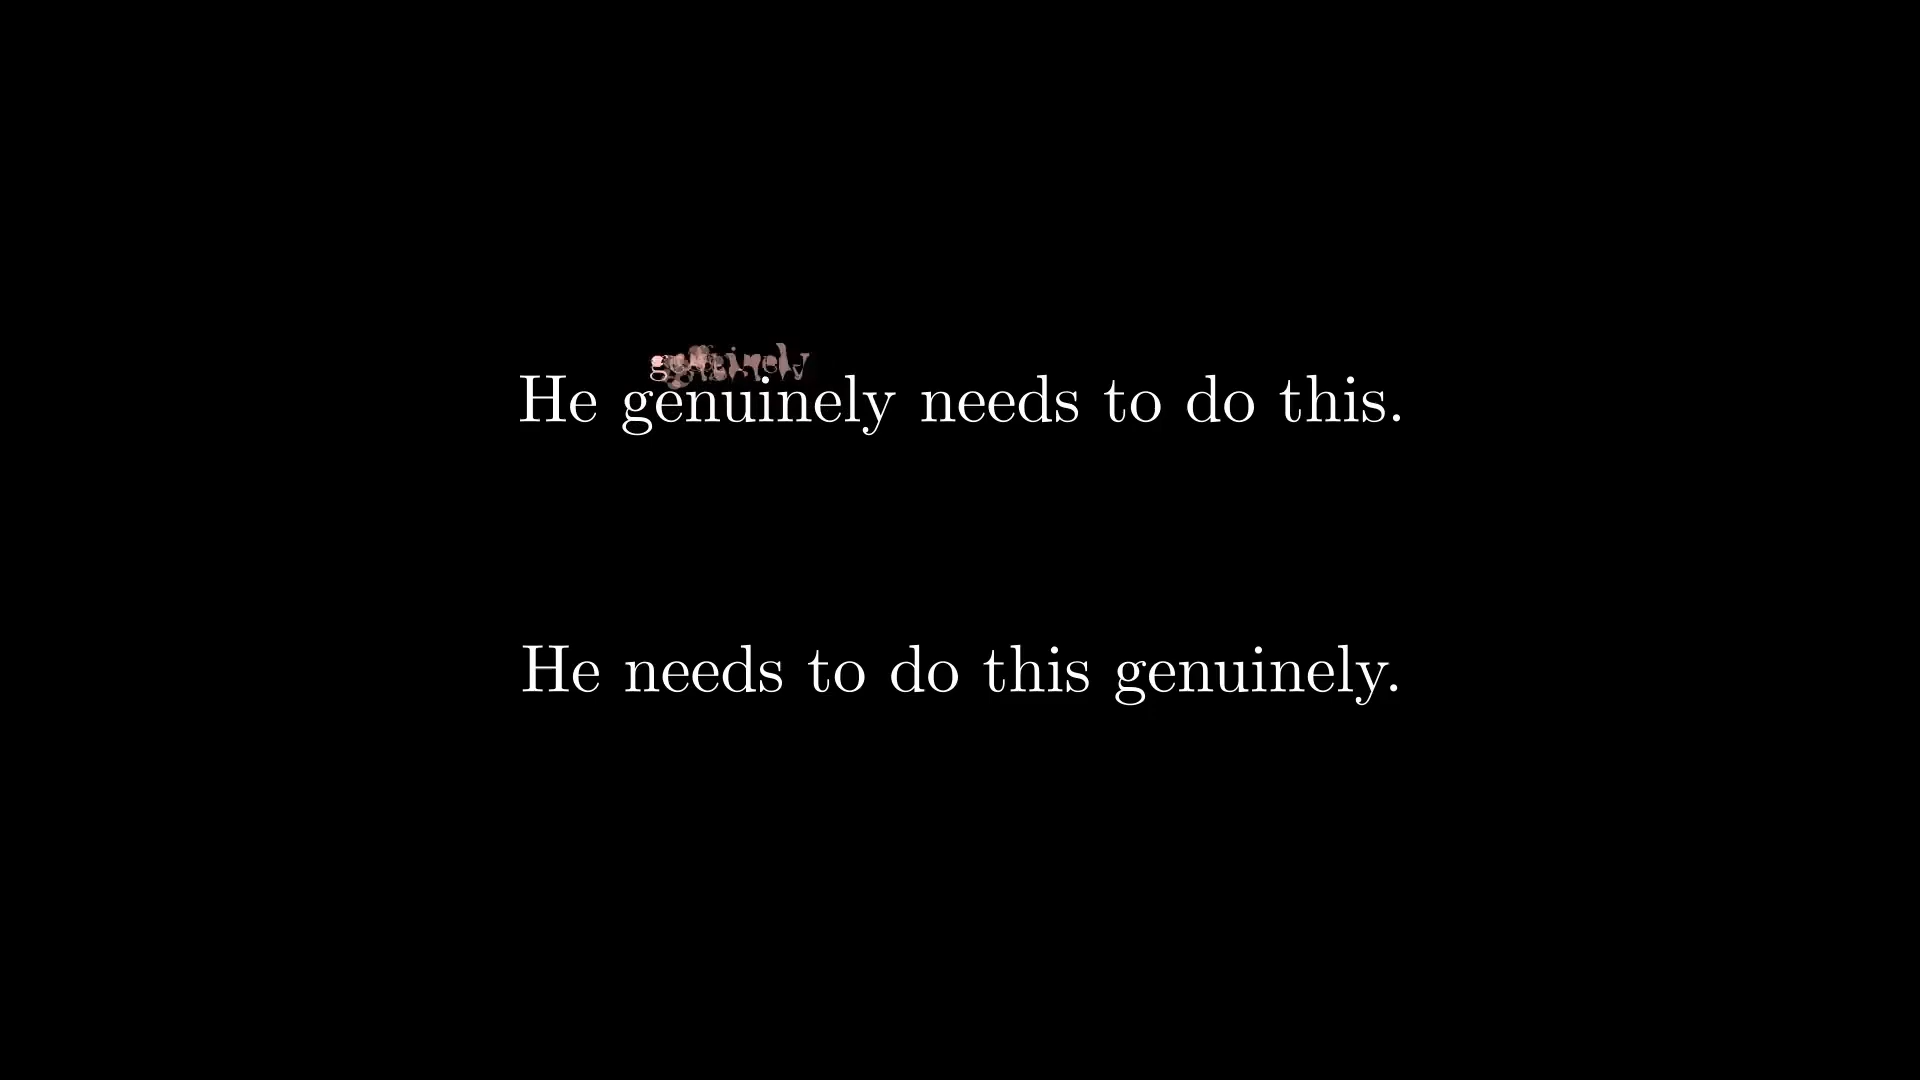 He genuinely needs to do this.
He needs to do this genuinely.